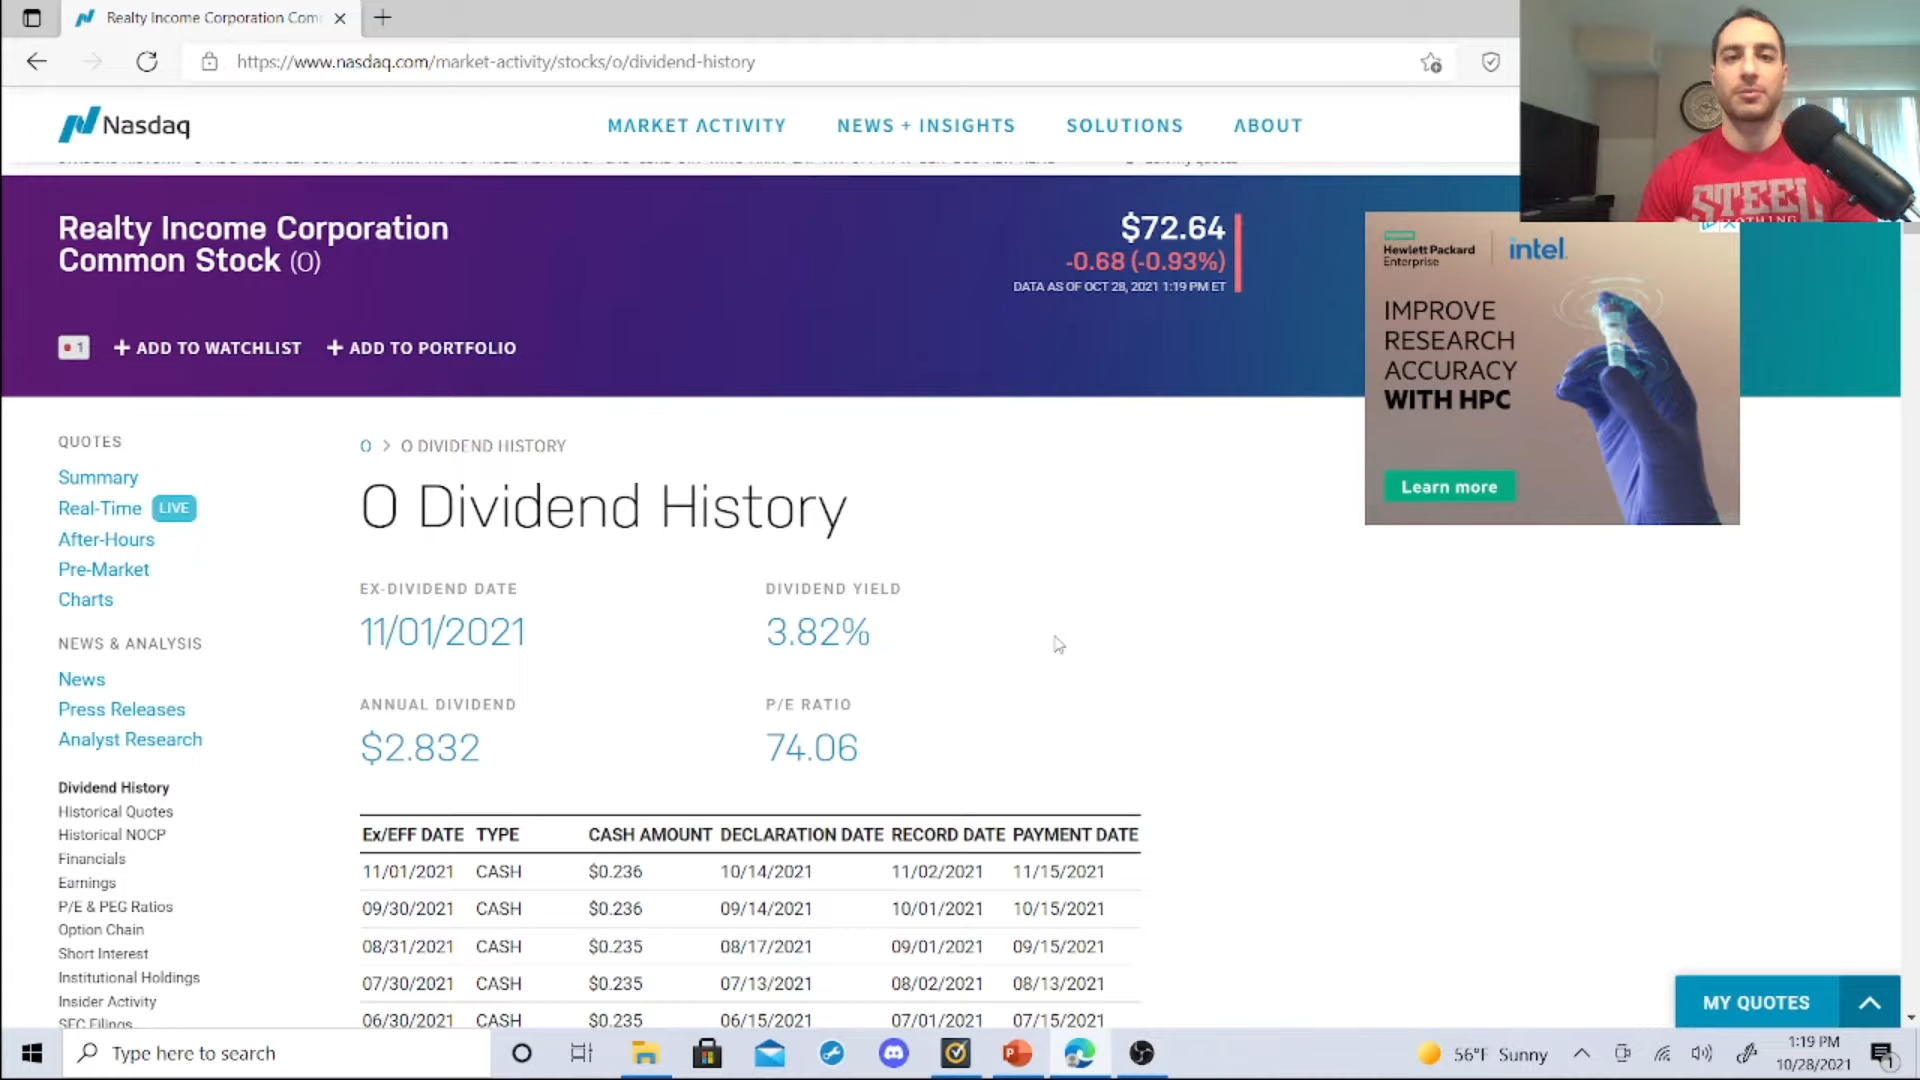 Realty Income Corporation Com
https://www.nasdaq.com/market-activity/stocks/o/dividend-history
Nasdaq
MARKET ACTIVITY
NEWS + INSIGHTS
SOLUTIONS
ABOUT
Realty Income Corporation
Common Stock (O)
$72.64
-0.68 (-0.93%)
DATA AS OF OCT 28, 2021 1:19 PM ET
1
+ ADD TO WATCHLIST
+ ADD TO PORTFOLIO
STEEL
CLOTHING
Hewlett Packard
Enterprise
intel.
IMPROVE
RESEARCH
ACCURACY
WITH HPC
Learn more
QUOTES
Summary
Real-Time LIVE
After-Hours
Pre-Market
Charts
NEWS & ANALYSIS
News
Press Releases
Analyst Research
Dividend History
Historical Quotes
Historical NOCP
Financials
Earnings
P/E & PEG Ratios
Option Chain
Short Interest
Institutional Holdings
Insider Activity
SEC Filings
O > O DIVIDEND HISTORY
O Dividend History
EX-DIVIDEND DATE
11/01/2021
DIVIDEND YIELD
3.82%
ANNUAL DIVIDEND
$2.832
P/E RATIO
74.06
Ex/EFF DATE TYPE CASH AMOUNT DECLARATION DATE RECORD DATE PAYMENT DATE
11/01/2021 CASH $0.236 10/14/2021 11/02/2021 11/15/2021
09/30/2021 CASH $0.236 09/14/2021 10/01/2021 10/15/2021
08/31/2021 CASH $0.235 08/17/2021 09/01/2021 09/15/2021
07/30/2021 CASH $0.235 07/13/2021 08/02/2021 08/13/2021
06/30/2021 CASH $0.235 06/15/2021 07/01/2021 07/15/2021
MY QUOTES
Type here to search
56°F Sunny
1:19 PM
10/28/2021
1